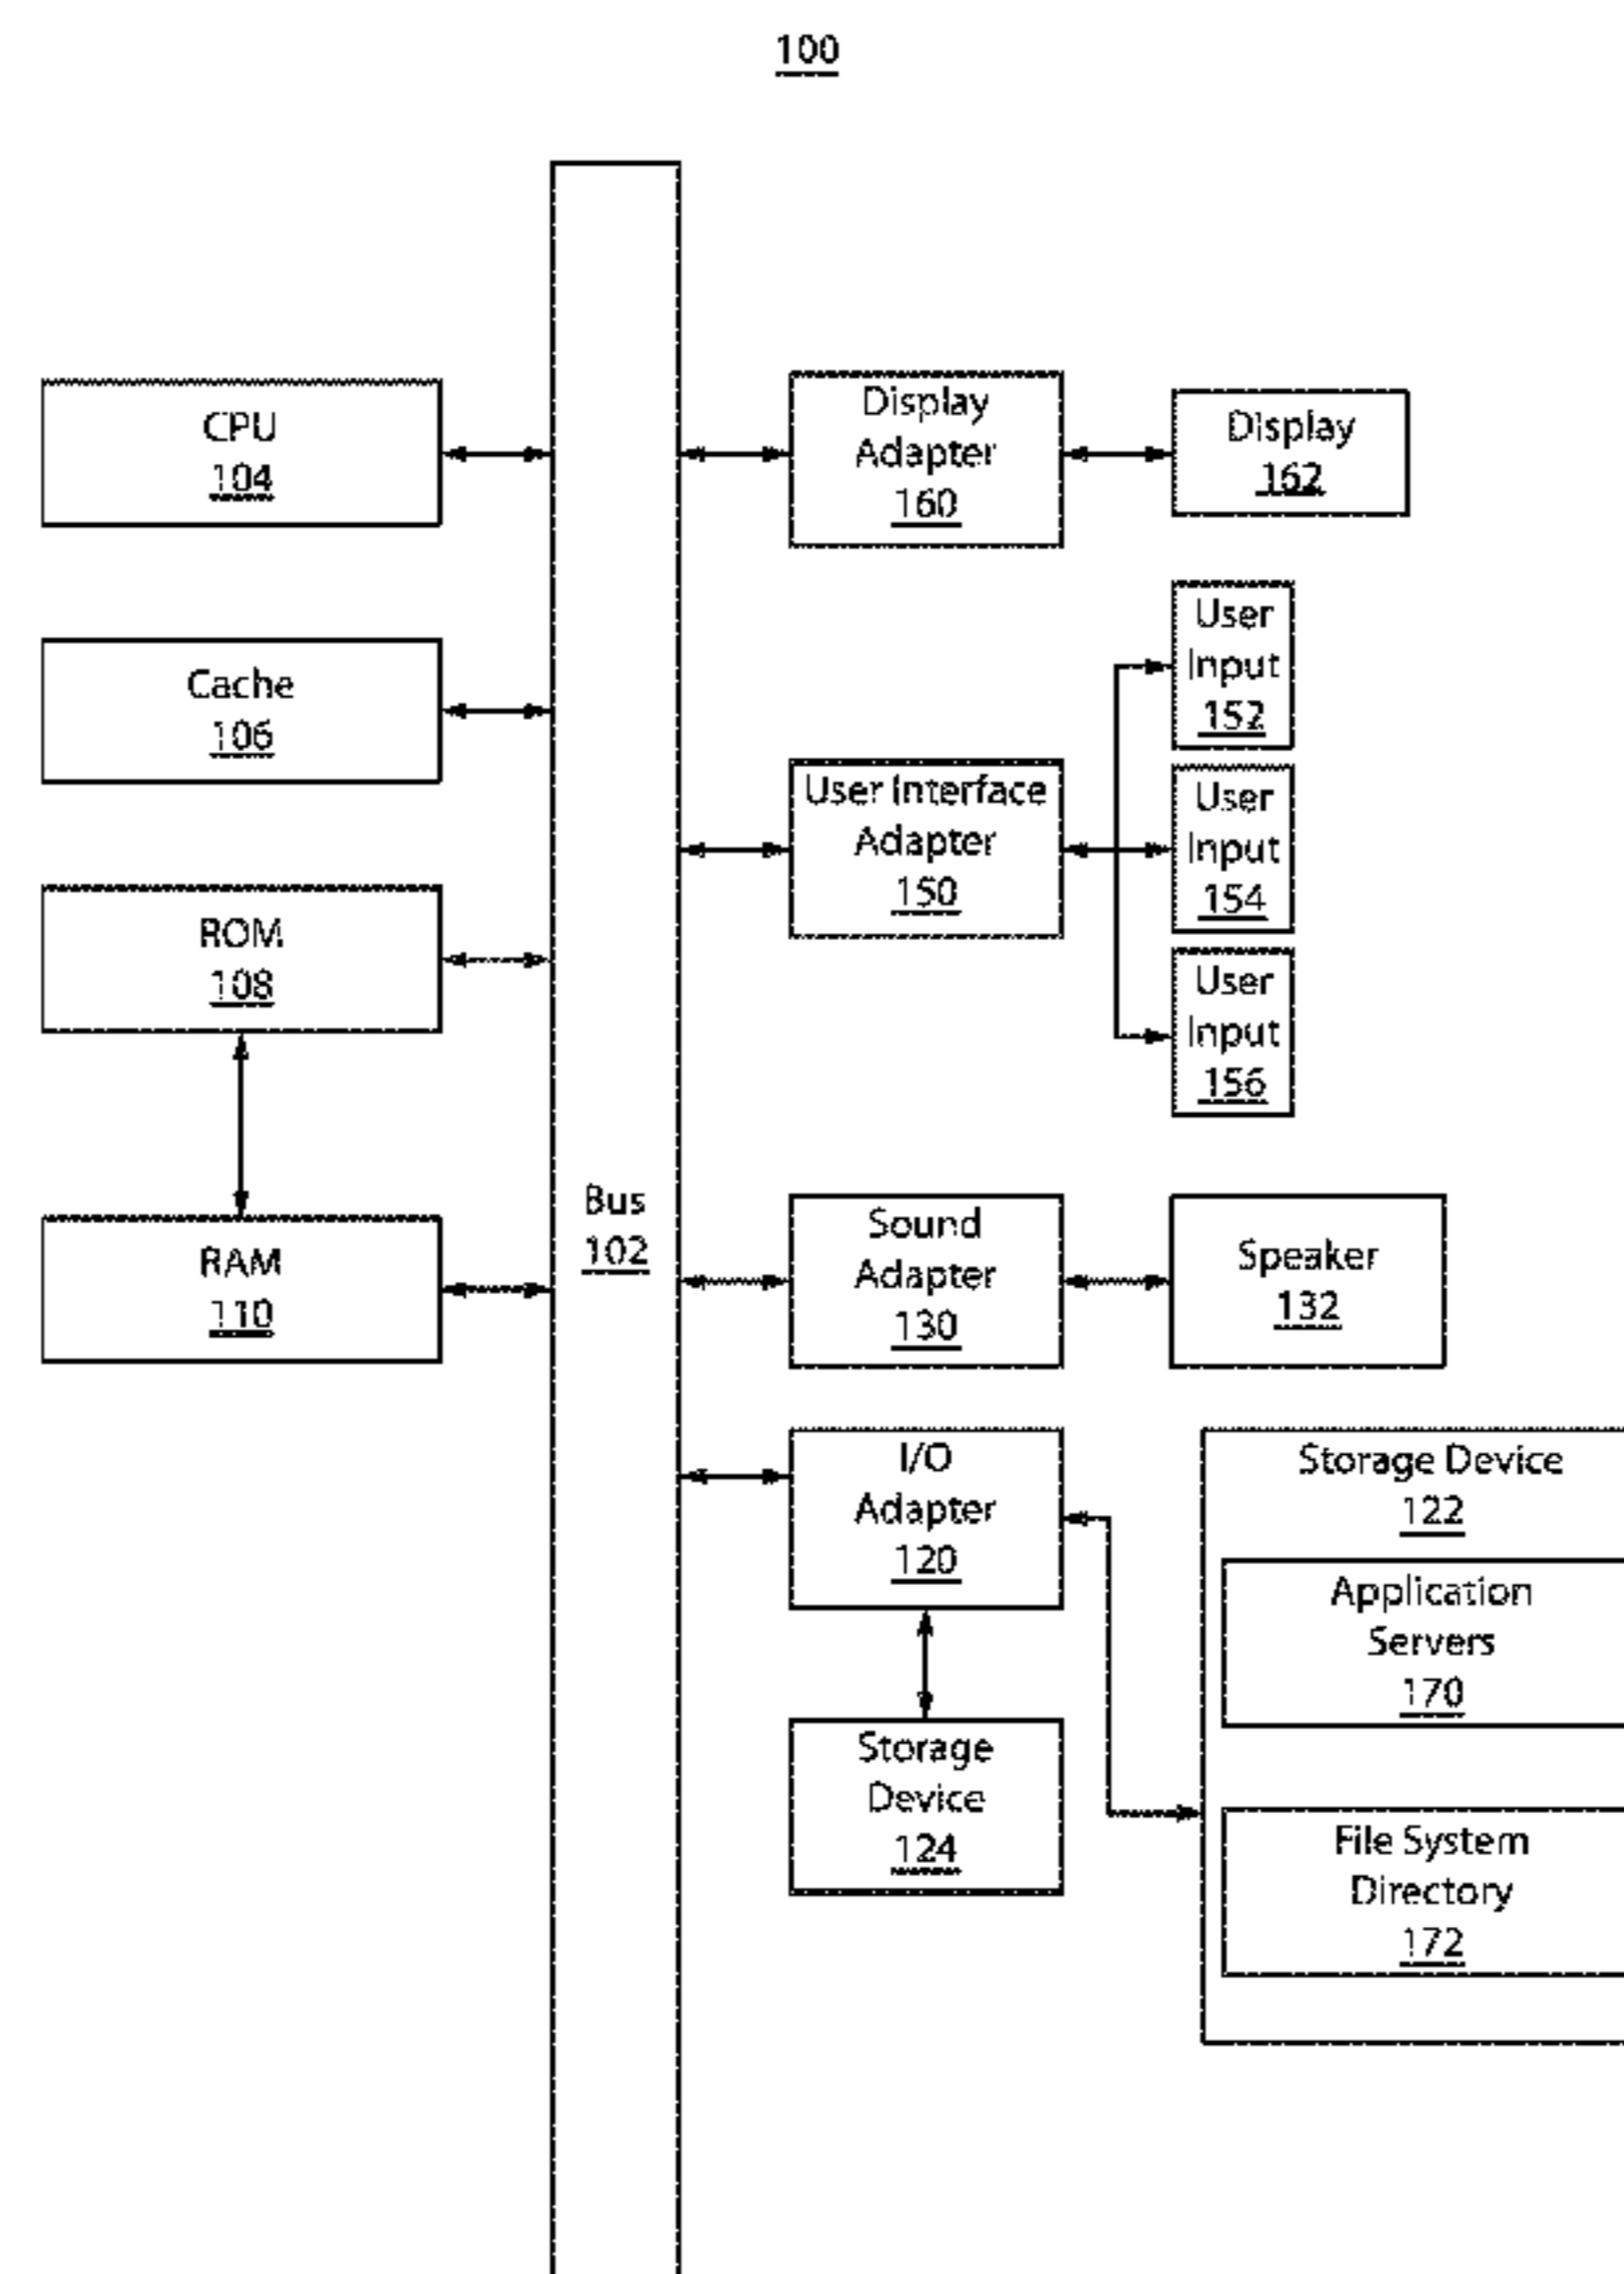 100
CPU
104
Cache
106
ROM
108
RAM
110
Bus
102
Display
Adapter
160
Display
162
User Interface
Adapter
150
User
Input
152
User
Input
154
User
Input
156
Sound
Adapter
130
Speaker
132
I/O
Adapter
120
Storage
Device
124
Storage Device
122
Application
Servers
170
File System
Directory
172